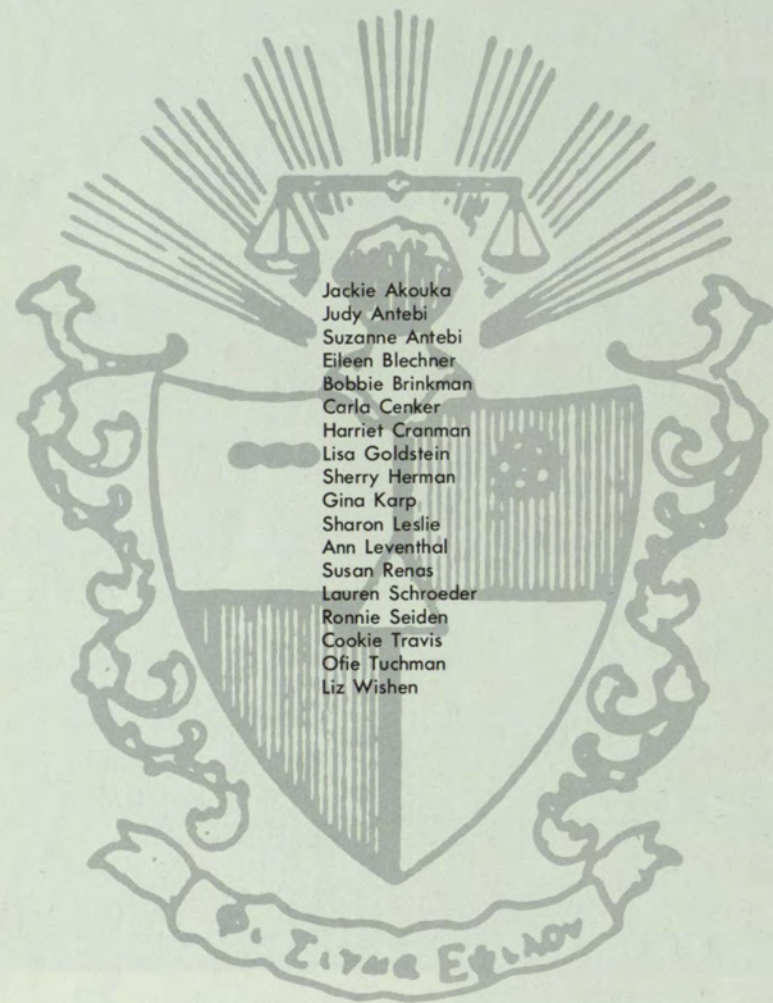 Jackie Akouka
Judy Antebi
Suzanne Antebi
Eileen Blechner
Bobbie Brinkman
Carla Cenker
Harriet Cranman
Lisa Goldstein
Sherry Herman
Gina Karp
Sharon Leslie
Ann Leventhal
Susan Renas
Lauren Schroeder
Ronnie Seiden
Cookie Travis
Ofie Tuchman
Liz Wishen